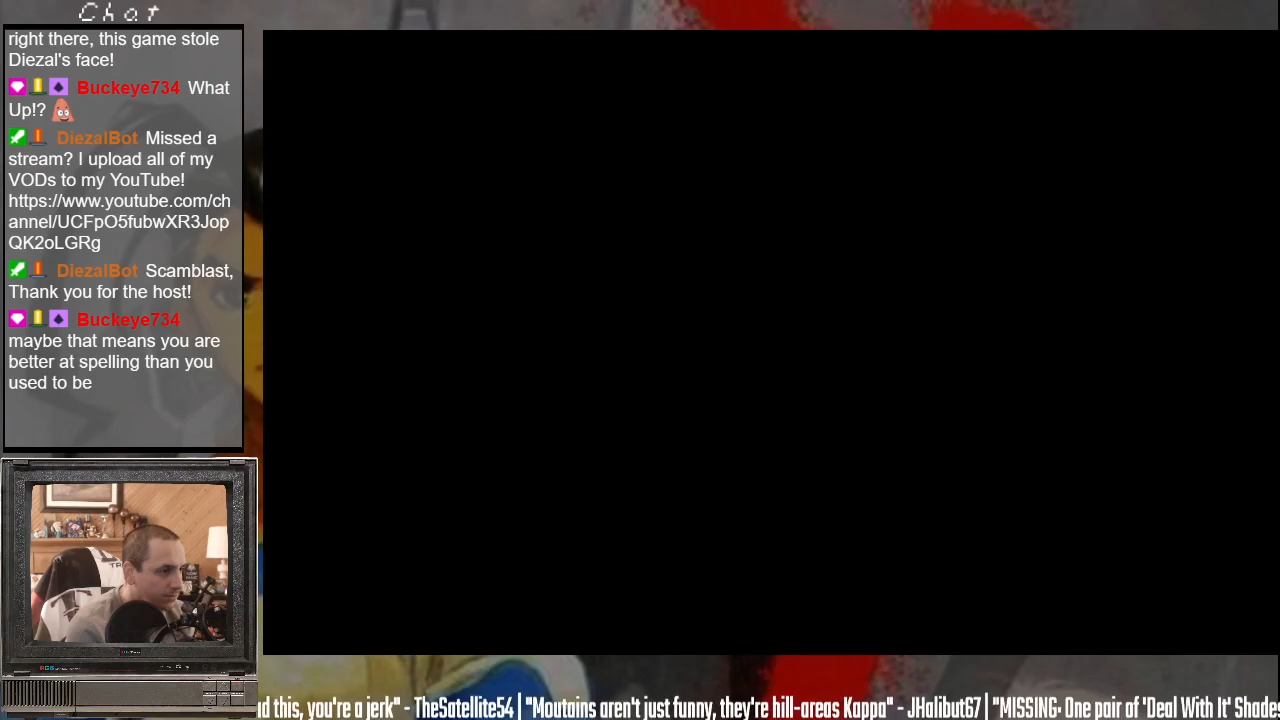 Chat
right there, this game stole
Diezal's face!
Buckeye734 What
Up!?
DiezalBot Missed a
stream? I upload all of my
VODs to my YouTube!
https://www.youtube.com/ch
annel/UCFpO5fubwXR3Jop
QK2oLGRg
DiezalBot Scamblast,
Thank you for the host!
Buckeye734
maybe that means you are
better at spelling than you
used to be
ad this, you're a jerk" - TheSatellite54 | "Moutains aren't just funny, they're hill-areas Kappa" - JHalibut67 | "MISSING: One pair of 'Deal With It' Shades